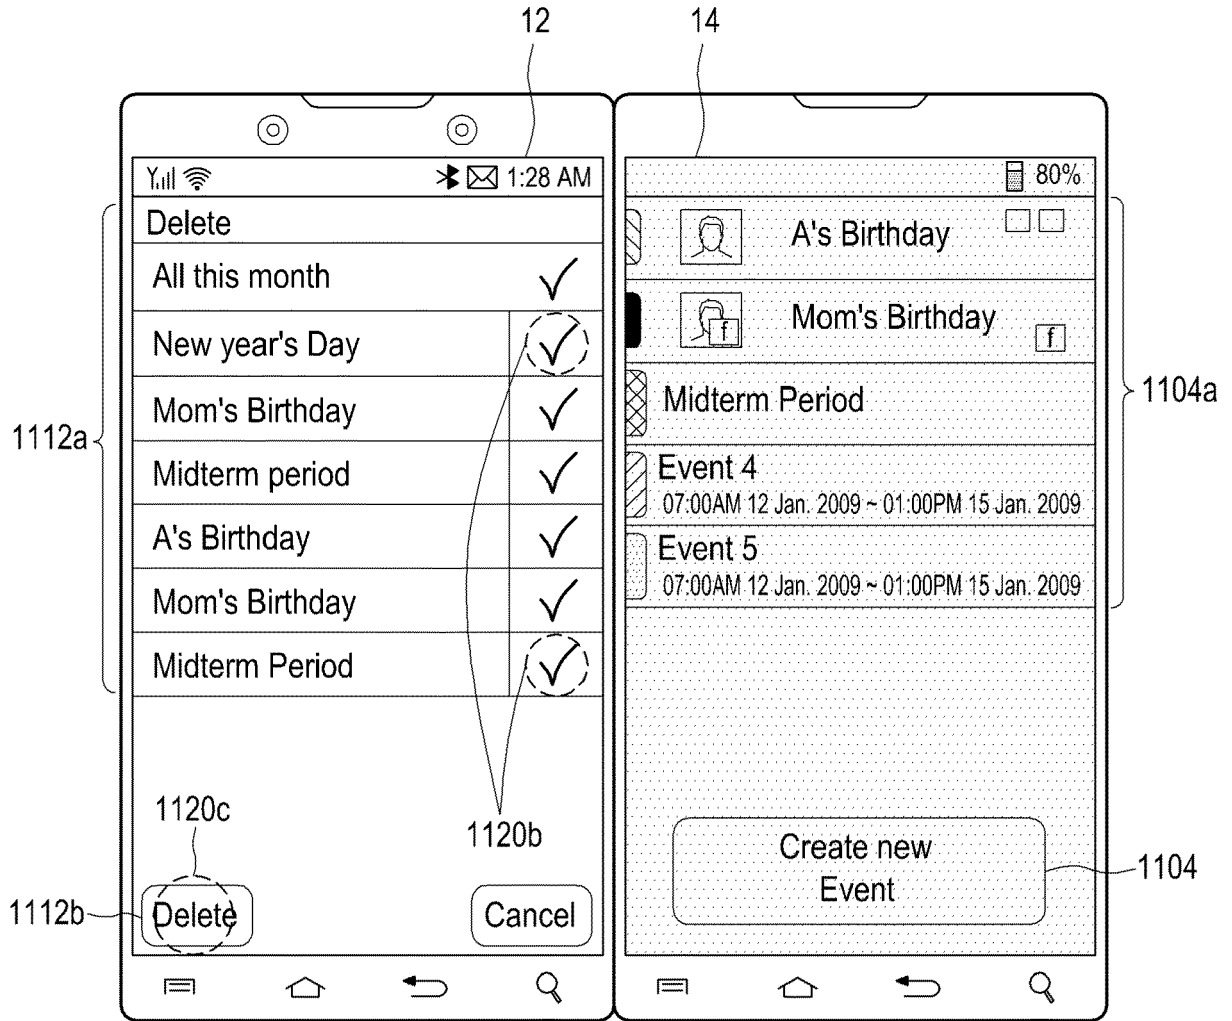 12
14
1:28 AM
80%
Delete
All this month
New year's Day
Mom's Birthday
Midterm period
A's Birthday
Mom's Birthday
Midterm Period
1112a
1120c
1120b
1112b
Delete
Cancel
A's Birthday
Mom's Birthday
f
f
Midterm Period
Event 4
07:00AM 12 Jan. 2009 ~ 01:00PM 15 Jan. 2009
Event 5
07:00AM 12 Jan. 2009 ~ 01:00PM 15 Jan. 2009
1104a
Create new
Event
1104